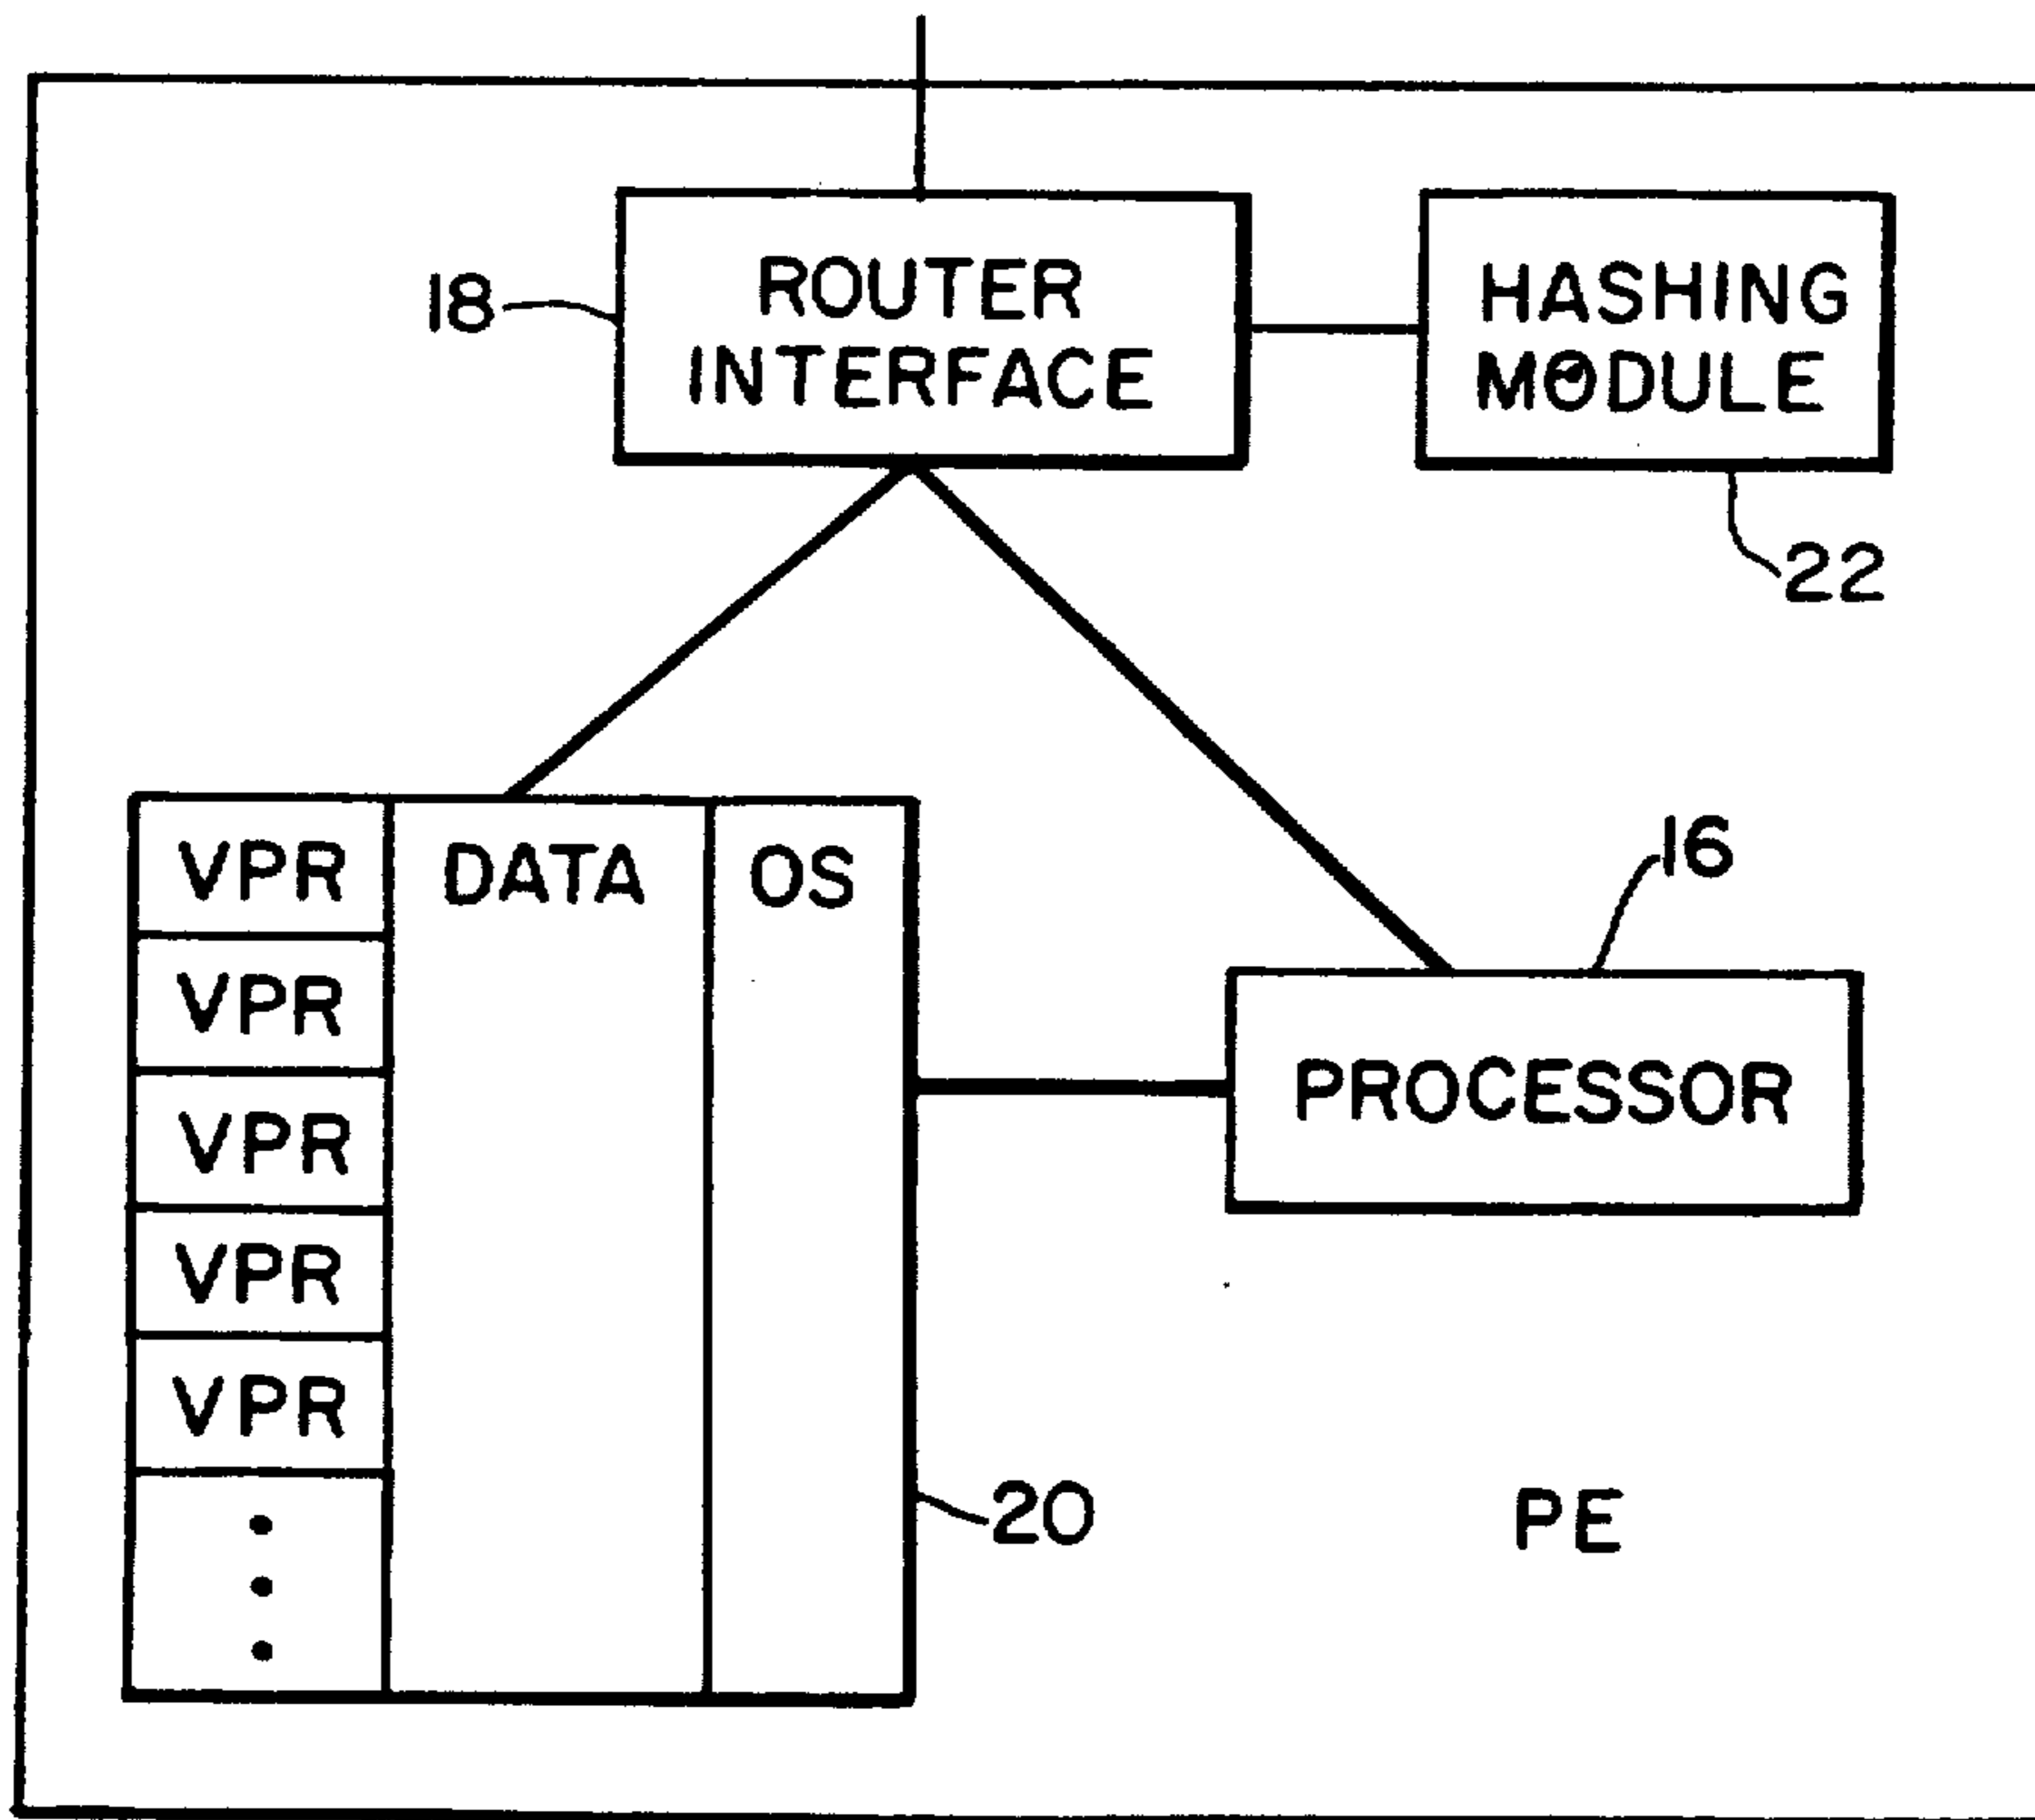 ROUTER
INTERFACE
18
HASHING
MODULE
22
VPR
DATA
OS
VPR
VPR
VPR
VPR
20
16
PROCESSOR
PE